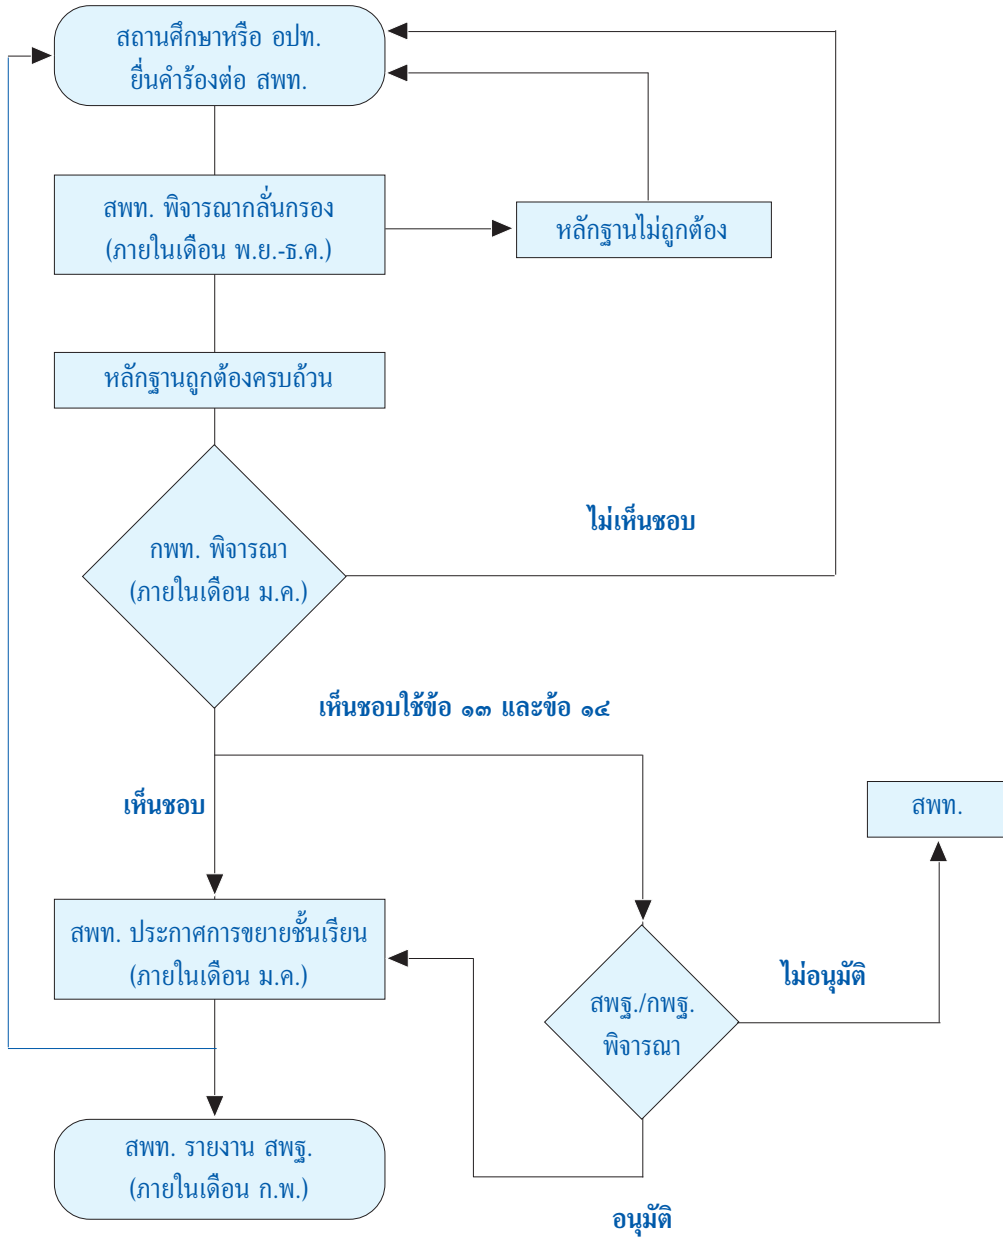 สถานศึกษาหรือ อปท.
ยื่นคำร้องต่อ สพท.
สพท. พิจารณากลั่นกรอง
(ภายในเดือน พ.ย.-ธ.ค.)
หลักฐานไม่ถูกต้อง
หลักฐานถูกต้องครบถ้วน
ไม่เห็นชอบ
กพท. พิจารณา
(ภายในเดือน ม.ค.)
เห็นชอบใช้ข้อ ๑๓ และข้อ ๑๔
เห็นชอบ
สพท.
สพท. ประกาศการขยายชั้นเรียน
(ภายในเดือน ม.ค.)
ไม่อนุมัติ
สพฐ./กพฐ.
พิจารณา
สพท. รายงาน สพฐ.
(ภายในเดือน ก.พ.)
อนุมัติ